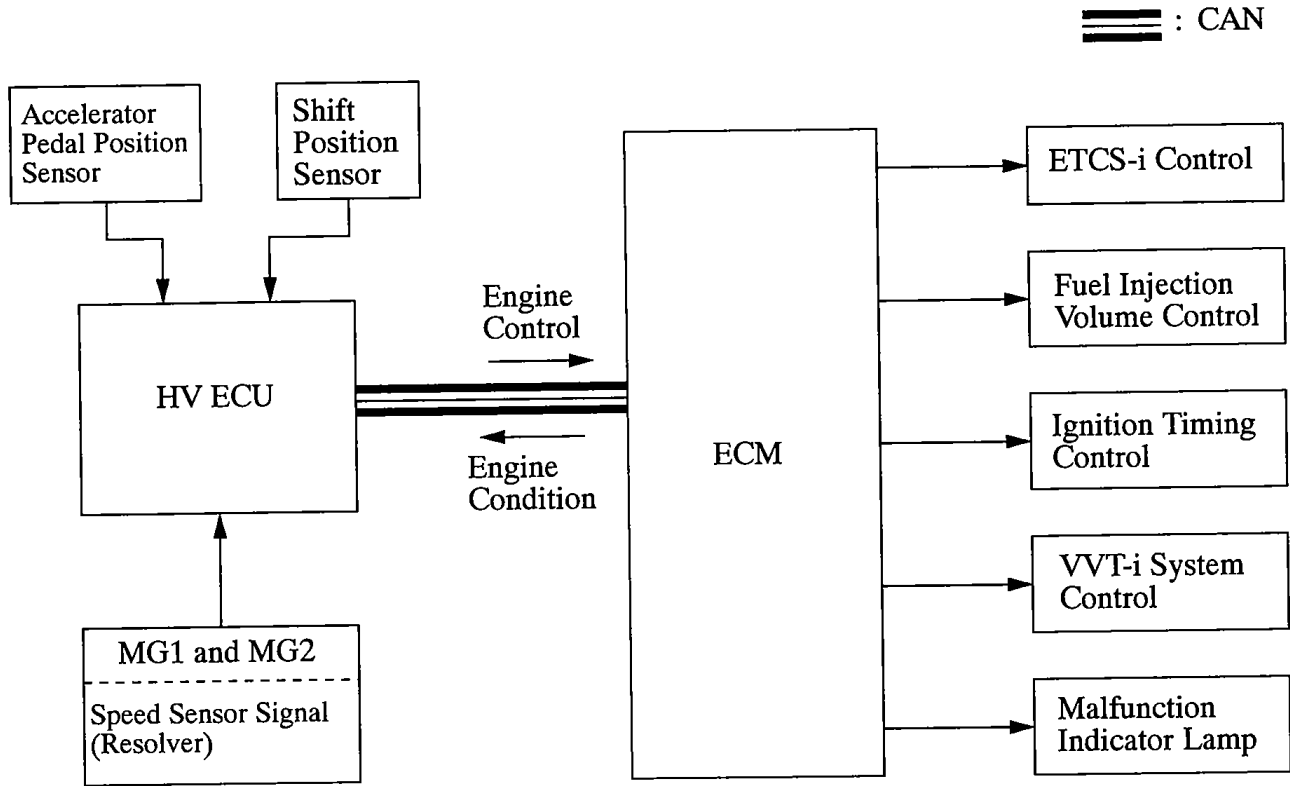 : CAN
Accelerator
Pedal Position
Sensor
Shift
Position
Sensor
HV ECU
Engine
Control
Engine
Condition
MG1 and MG2
Speed Sensor Signal
(Resolver)
ECM
ETCS-i Control
Fuel Injection
Volume Control
Ignition Timing
Control
VVT-i System
Control
Malfunction
Indicator Lamp